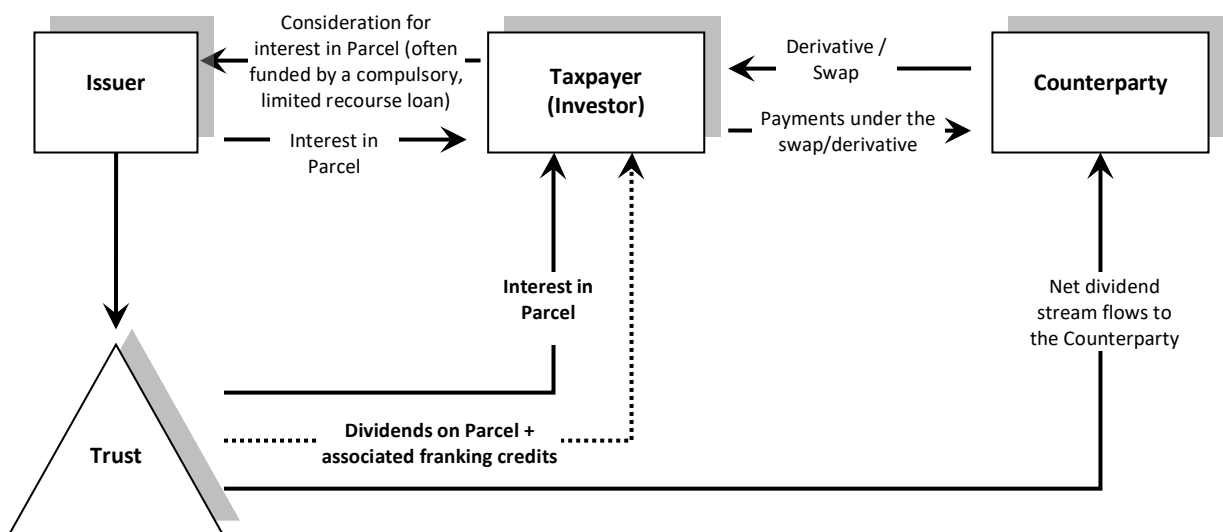 Issuer
Consideration for
interest in Parcel (often
funded by a compulsory,
limited recourse loan)
Interest in
Parcel
Taxpayer
(Investor)
Derivative /
Swap
Payments under the
swap/derivative
Counterparty
Interest in
Parcel
Net dividend
stream flows to
the Counterparty
Trust
Dividends on Parcel +
associated franking credits